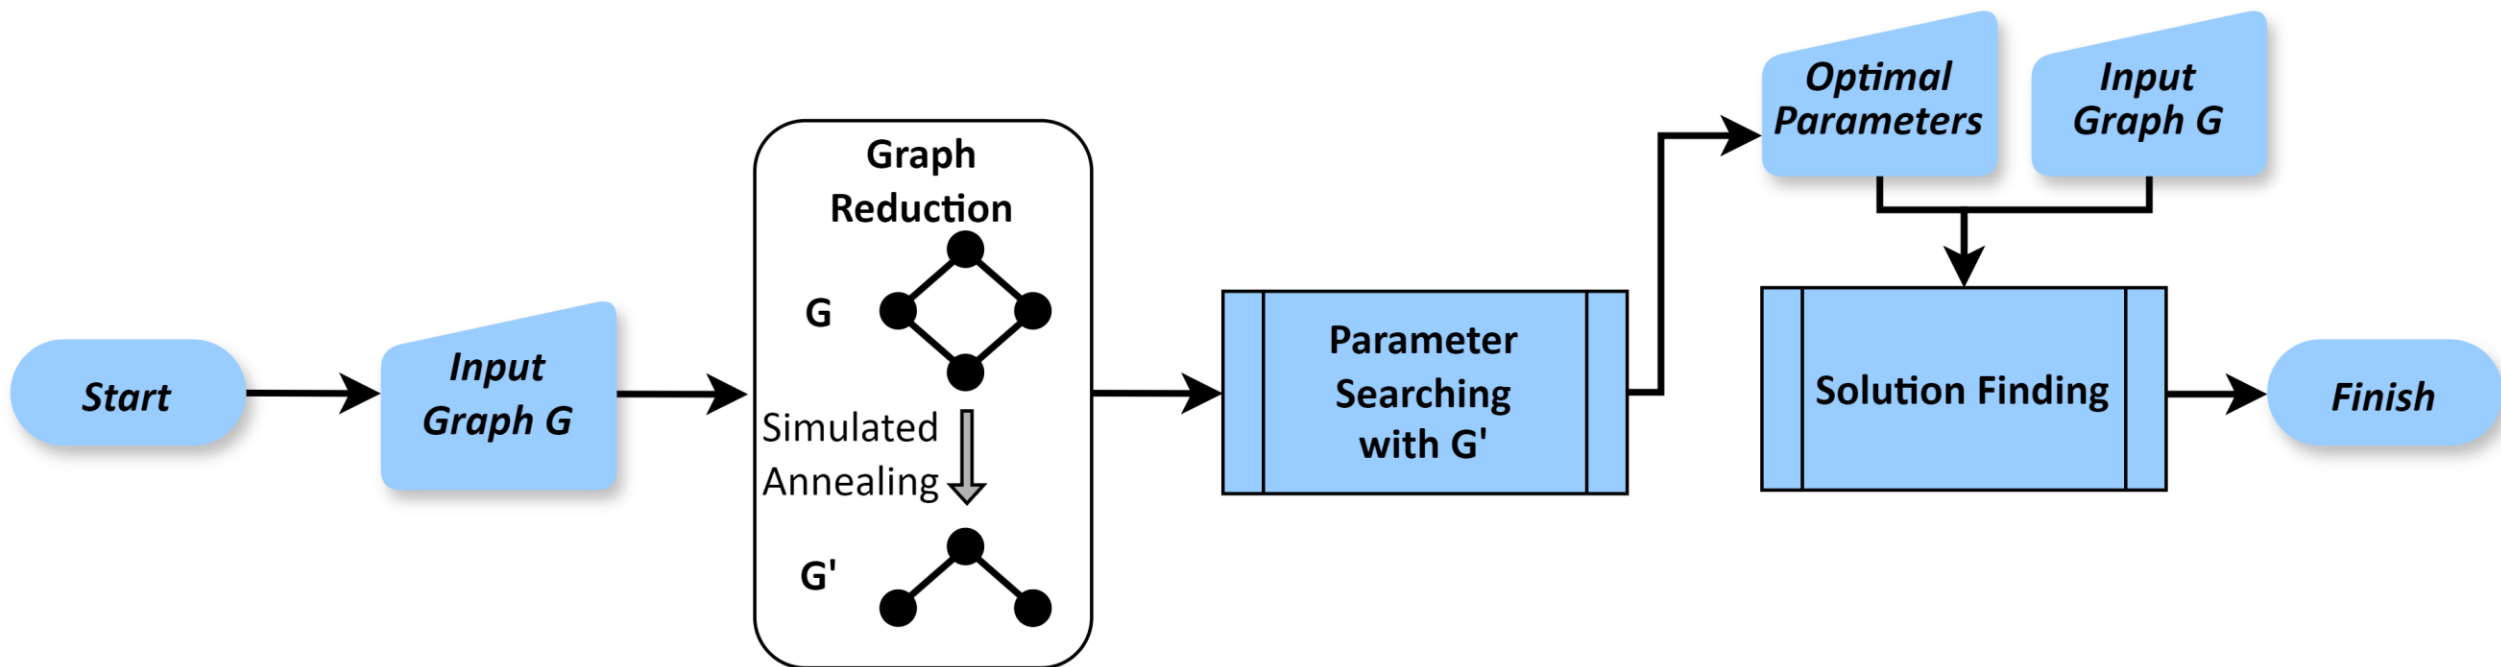 Start
Input
Graph G
Graph
Reduction
G
Simulated
Annealing
G'
Parameter
Searching
with G'
Optimal
Parameters
Input
Graph G
Solution Finding
Finish